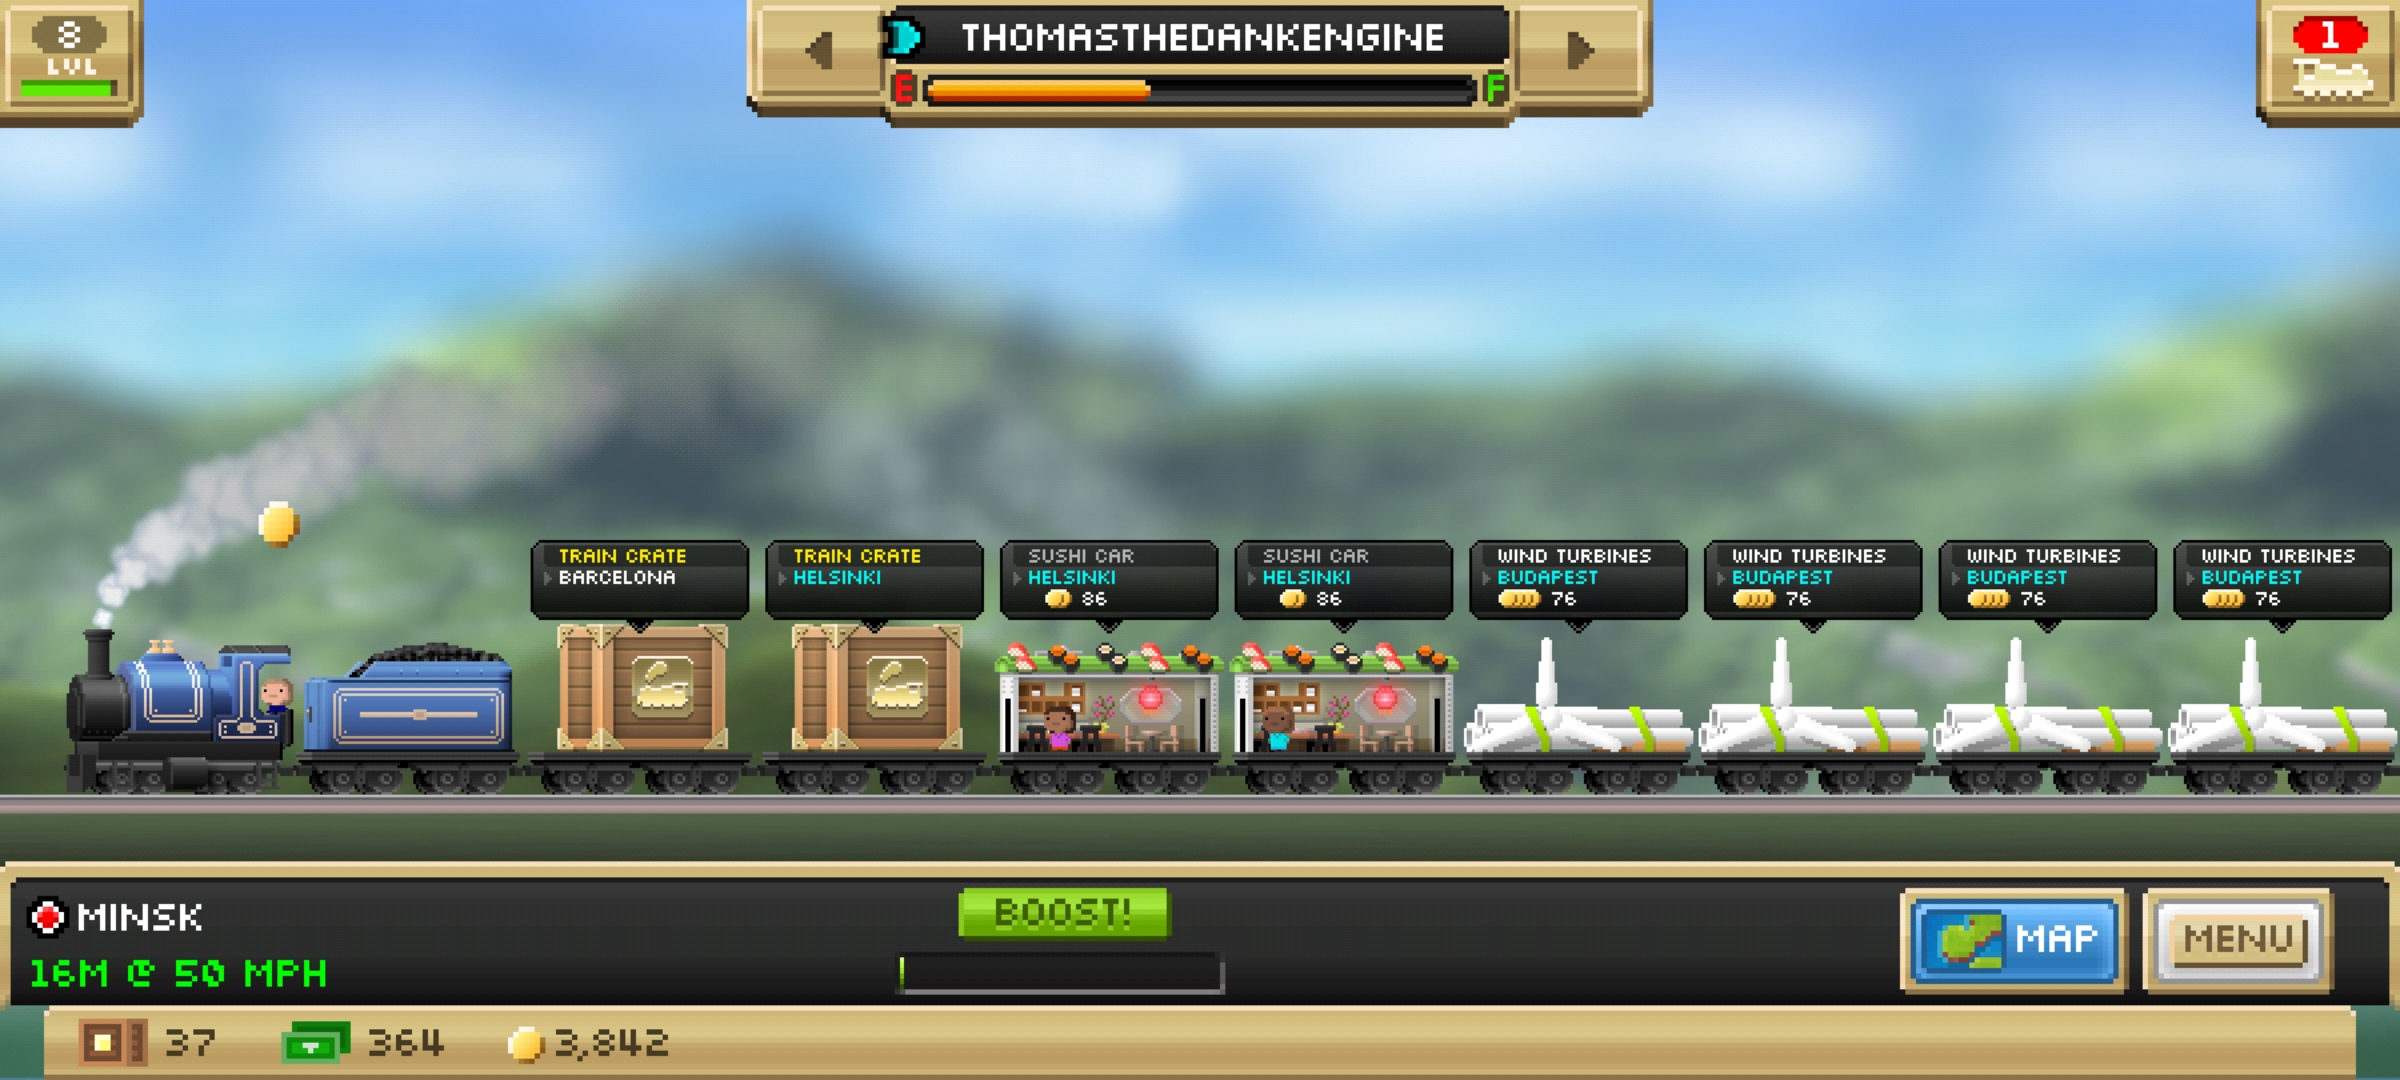 8
LVL
THOMASTHEDANKENGINE
E F
1
TRAIN CRATE
BARCELONA
TRAIN CRATE
HELSINKI
SUSHI CAR
HELSINKI
86
SUSHI CAR
HELSINKI
86
WIND TURBINES
BUDAPEST
76
WIND TURBINES
BUDAPEST
76
WIND TURBINES
BUDAPEST
76
WIND TURBINES
BUDAPEST
76
MINSK
16M @ 50 MPH
BOOST!
MAP
MENU
37
364
3,842